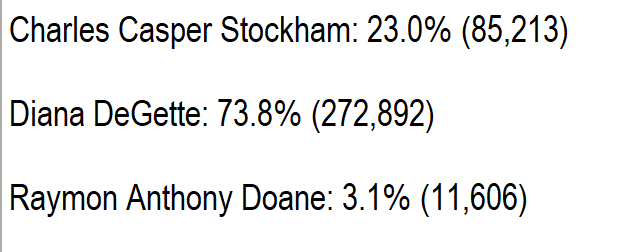 Charles Casper Stockham: 23.0% (85,213)
Diana DeGette: 73.8% (272,892)
Raymon Anthony Doane: 3.1% (11,606)